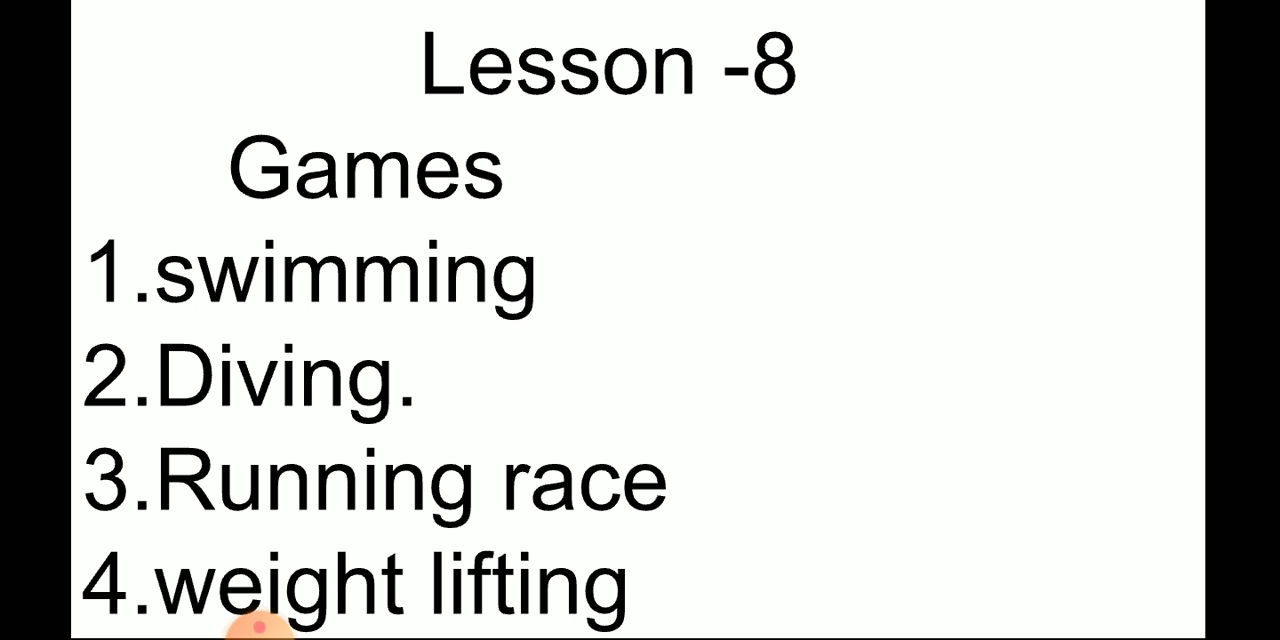 Lesson -8
Games
1.swimming
2.Diving.
3.Running race
4.weight lifting